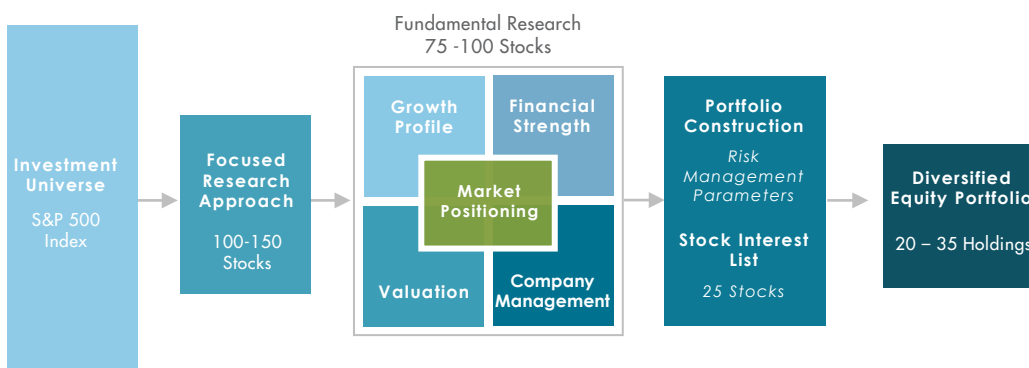 Fundamental Research
75 -100 Stocks
Investment
Universe
S&P 500
Index
Focused
Research
Approach
100-150
Stocks
Growth
Profile
Financial
Strength
Market
Positioning
Valuation
Company
Management
Portfolio
Construction
Risk
Management
Parameters
Stock Interest
List
25 Stocks
Diversified
Equity Portfolio
20 – 35 Holdings